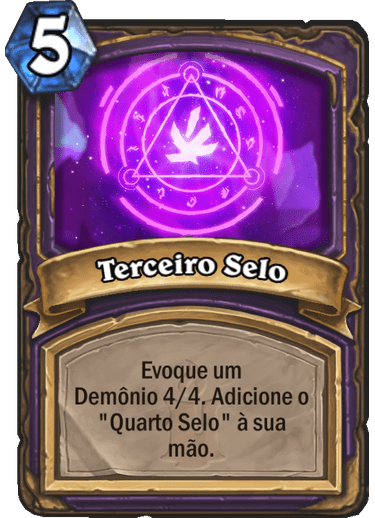 5
Terceiro Selo
Evoque um
Demônio 4/4. Adicione o
"Quarto Selo" à sua
mão.